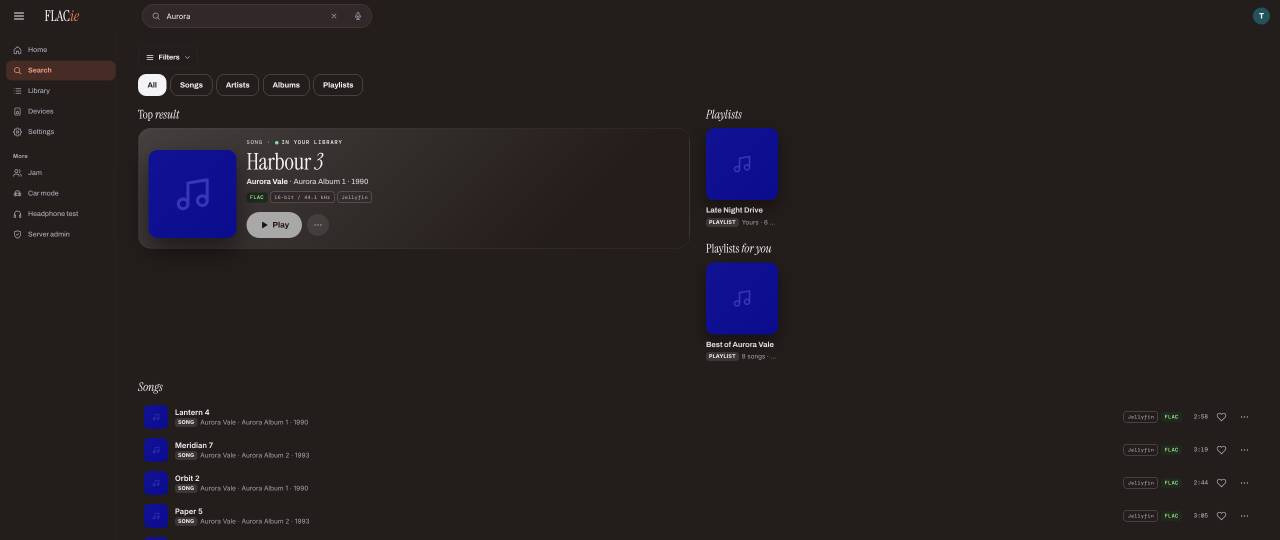 FLACie
Aurora
T
Home
Search
Library
Devices
Settings
More
Jam
Car mode
Headphone test
Server admin
Filters
All
Songs
Artists
Albums
Playlists
Top result
SONG · IN YOUR LIBRARY
Harbour 3
Aurora Vale · Aurora Album 1 · 1990
FLAC 16-bit / 44.1 kHz Jellyfin
Play
Playlists
Late Night Drive
PLAYLIST Yours · 6 ...
Playlists for you
Best of Aurora Vale
PLAYLIST 9 songs · ...
Songs
Lantern 4
SONG Aurora Vale · Aurora Album 1 · 1990
Jellyfin FLAC 2:58
Meridian 7
SONG Aurora Vale · Aurora Album 2 · 1993
Jellyfin FLAC 3:19
Orbit 2
SONG Aurora Vale · Aurora Album 1 · 1990
Jellyfin FLAC 2:44
Paper 5
SONG Aurora Vale · Aurora Album 2 · 1993
Jellyfin FLAC 3:05